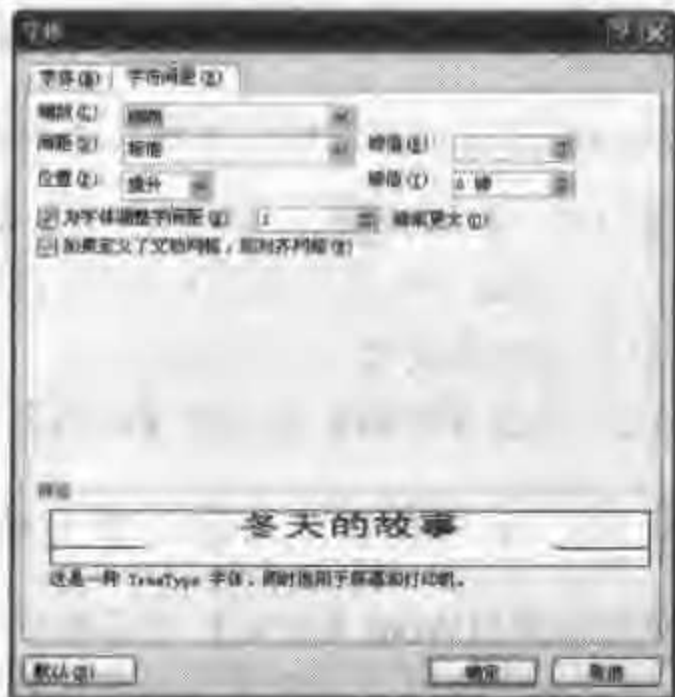 字体
字体(N) 字符间距(R)
缩放(C):
间距(S): 标准 磅值(B):
位置(P): 提升 磅值(Y): 6 磅
为字体调整字间距(K): 1 磅或更大(O)
如果定义了文档网格，则对齐网格(W)
预览
冬天的故事
这是一种 TrueType 字体，同时适用于屏幕和打印机。
默认(D)... 确定 取消